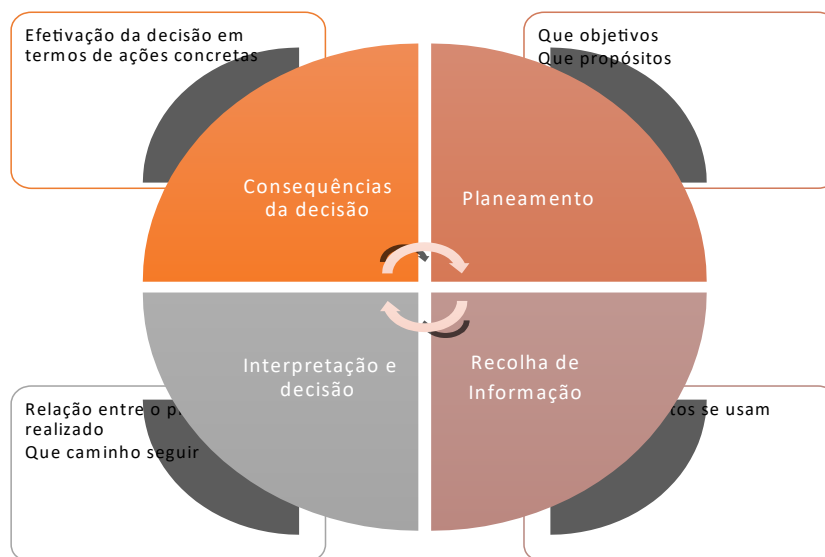 Efetivação da decisão em
termos de ações concretas
Que objetivos
Que propósitos
Consequências
da decisão
Planeamento
Interpretação e
decisão
Recolha de
Informação
Relação entre o
realizado
Que caminho seguir
se usam